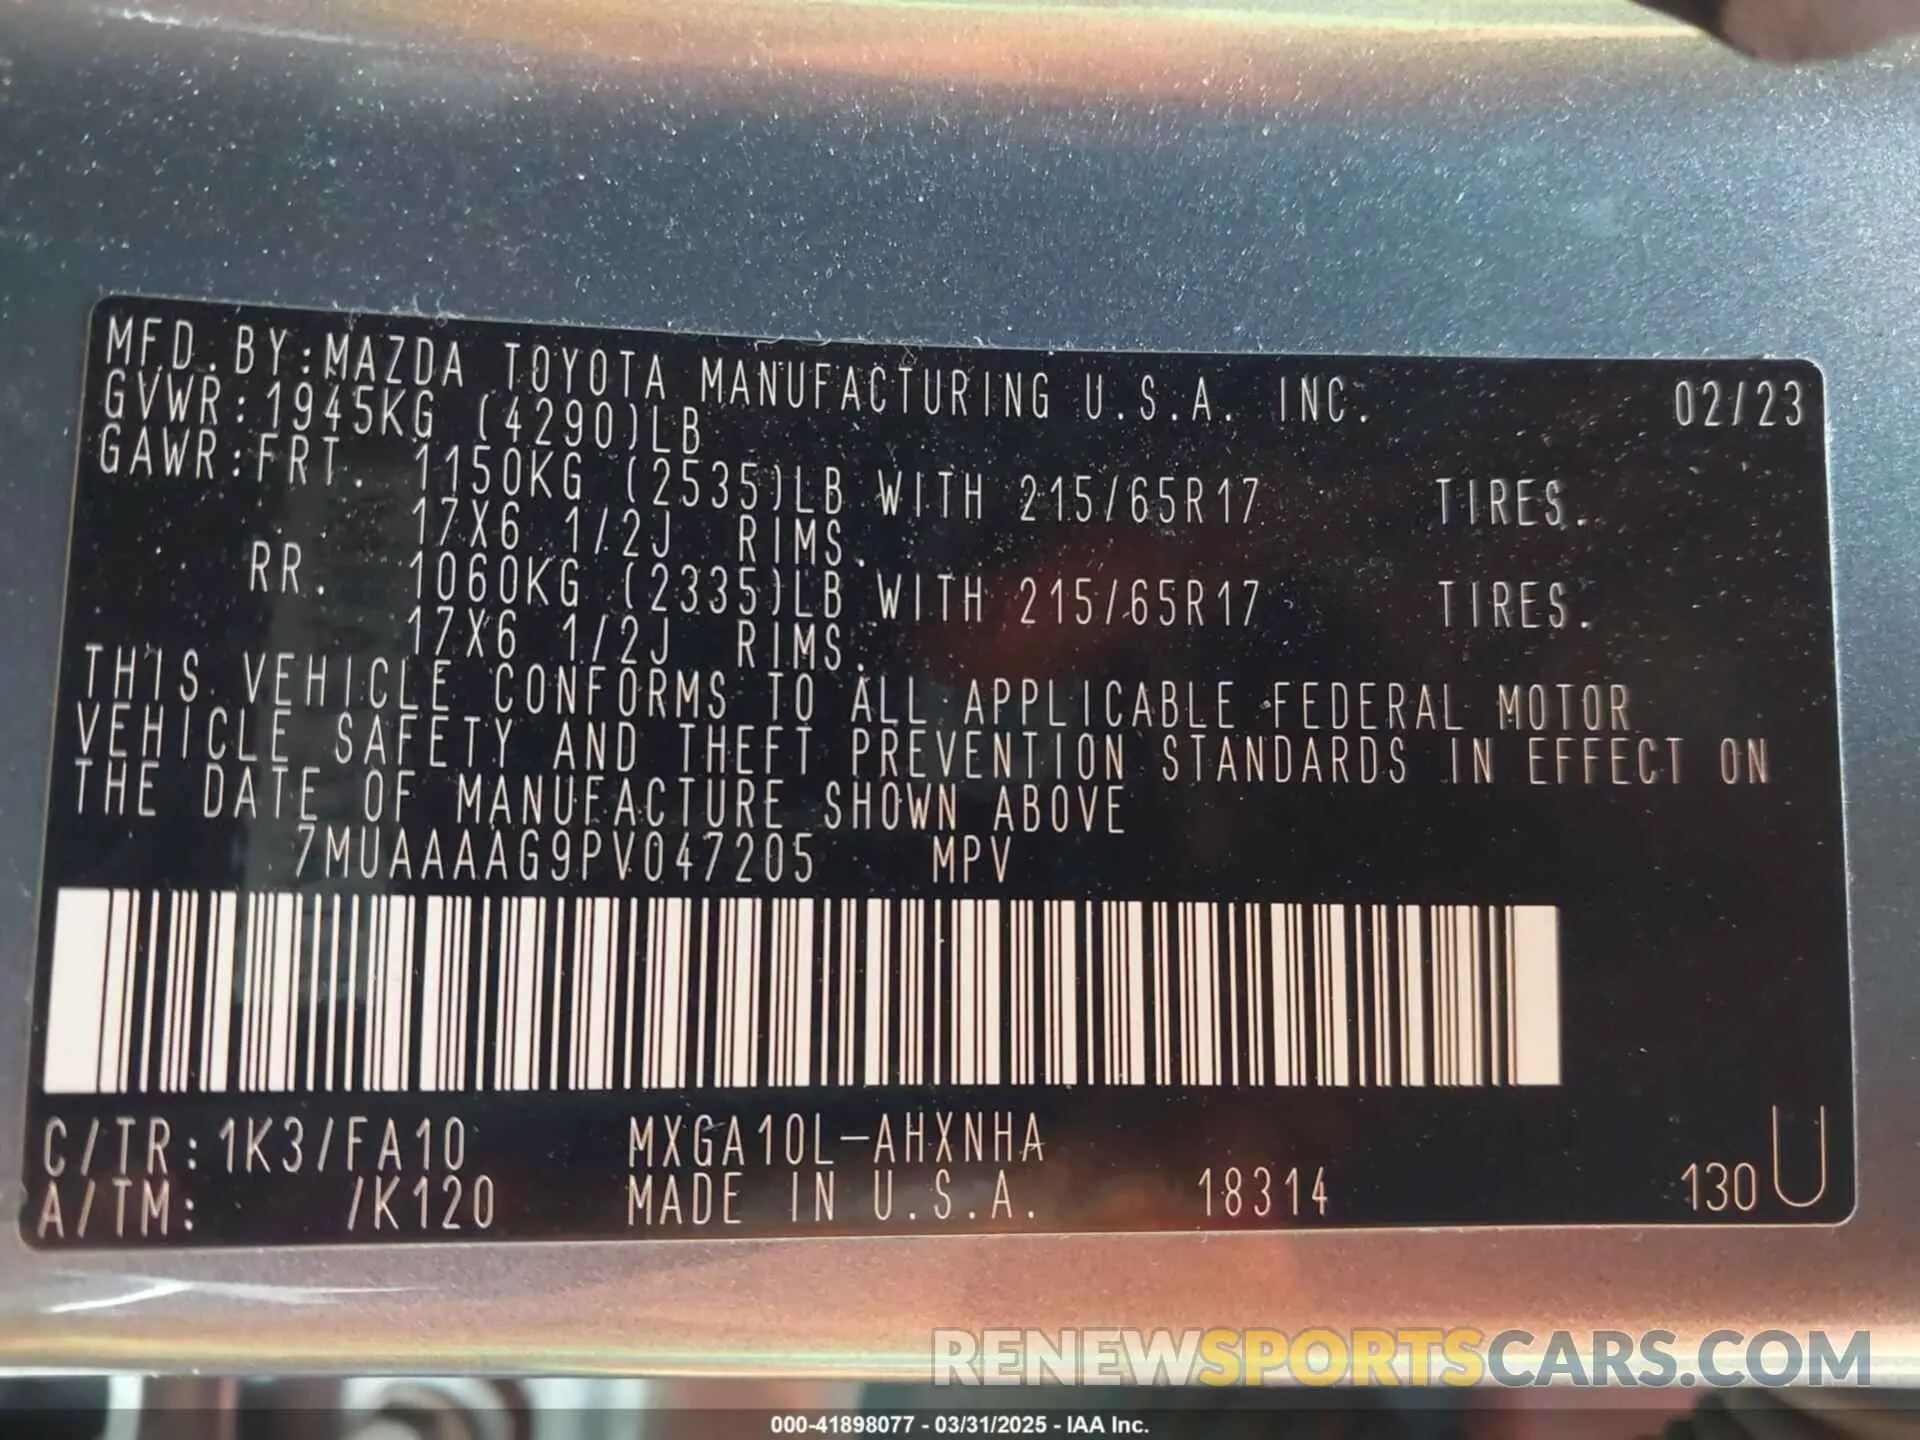 MFD.BY:MAZDA TOYOTA MANUFACTURING U.S.A. INC. 02/23
GVWR:1945KG (4290)LB
GAWR:FRT. 1150KG (2535)LB WITH 215/65R17 TIRES.
17X6 1/2J RIMS.
RR. 1060KG (2335)LB WITH 215/65R17 TIRES.
17X6 1/2J RIMS.
THIS VEHICLE CONFORMS TO ALL APPLICABLE FEDERAL MOTOR
VEHICLE SAFETY AND THEFT PREVENTION STANDARDS IN EFFECT ON
THE DATE OF MANUFACTURE SHOWN ABOVE
7MUAAAAG9PV047205 MPV
C/TR:1K3/FA10 MXGA10L-AHXNHA
A/TM: /K120 MADE IN U.S.A. 18314 130 U
RENEWSPORTSCARS.COM
000-41898077 - 03/31/2025 - IAA Inc.